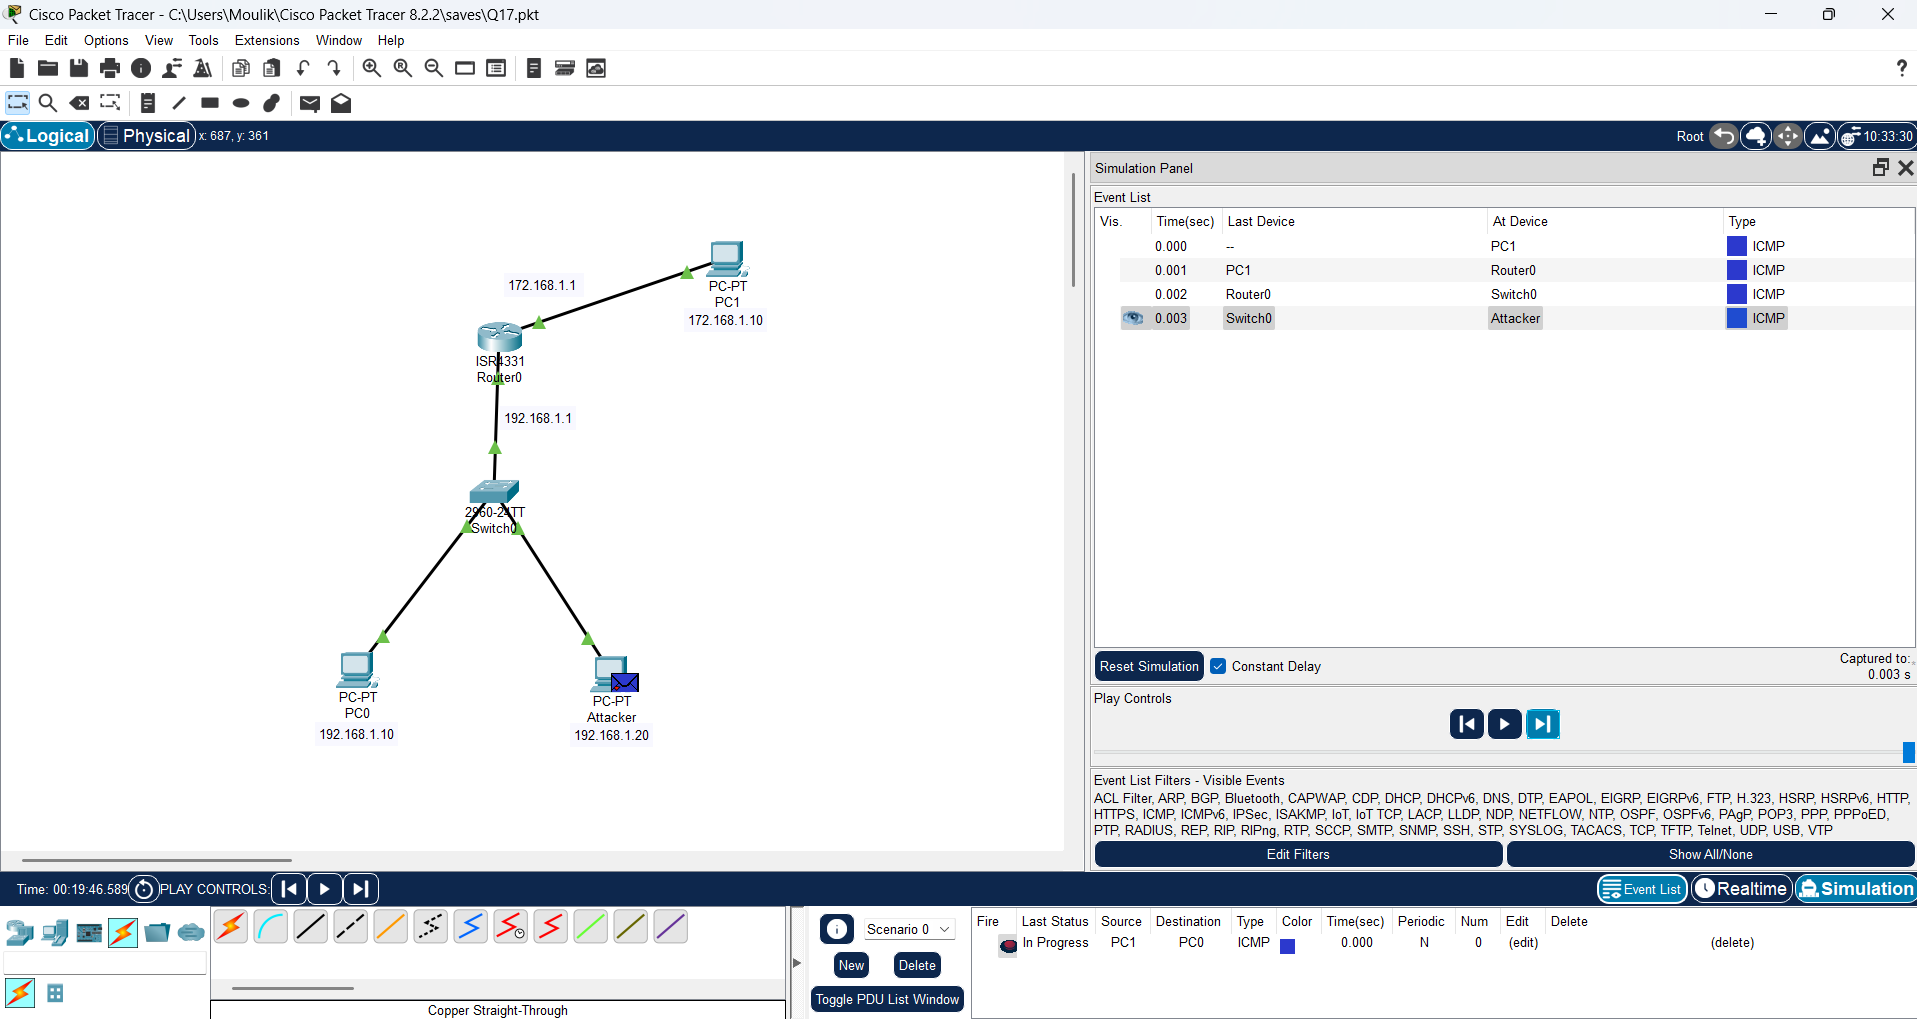 Cisco Packet Tracer - C:\Users\Moulik\Cisco Packet Tracer 8.2.2\saves\Q17.pkt
File Edit Options View Tools Extensions Window Help
?
Logical Physical x: 687, y: 361 Root 10:33:30
172.168.1.1
PC-PT
PC1
172.168.1.10
ISR4331
Router0
192.168.1.1
2960-24TT
Switch0
PC-PT
PC0
192.168.1.10
PC-PT
Attacker
192.168.1.20
Simulation Panel
Event List
Vis. Time(sec) Last Device At Device Type
0.000 -- PC1 ICMP
0.001 PC1 Router0 ICMP
0.002 Router0 Switch0 ICMP
0.003 Switch0 Attacker ICMP
Reset Simulation Constant Delay Captured to:
0.003 s
Play Controls
Event List Filters - Visible Events
ACL Filter, ARP, BGP, Bluetooth, CAPWAP, CDP, DHCP, DHCPv6, DNS, DTP, EAPOL, EIGRP, EIGRPv6, FTP, H.323, HSRP, HSRPv6, HTTP,
HTTPS, ICMP, ICMPv6, IPSec, ISAKMP, IoT, IoT TCP, LACP, LLDP, NDP, NETFLOW, NTP, OSPF, OSPFv6, PAgP, POP3, PPP, PPPoED,
PTP, RADIUS, REP, RIP, RIPng, RTP, SCCP, SMTP, SNMP, SSH, STP, SYSLOG, TACACS, TCP, TFTP, Telnet, UDP, USB, VTP
Edit Filters Show All/None
Time: 00:19:46.589 PLAY CONTROLS: Event List Realtime Simulation
Scenario 0
New Delete
Toggle PDU List Window
Fire Last Status Source Destination Type Color Time(sec) Periodic Num Edit Delete
In Progress PC1 PC0 ICMP 0.000 N 0 (edit) (delete)
Copper Straight-Through